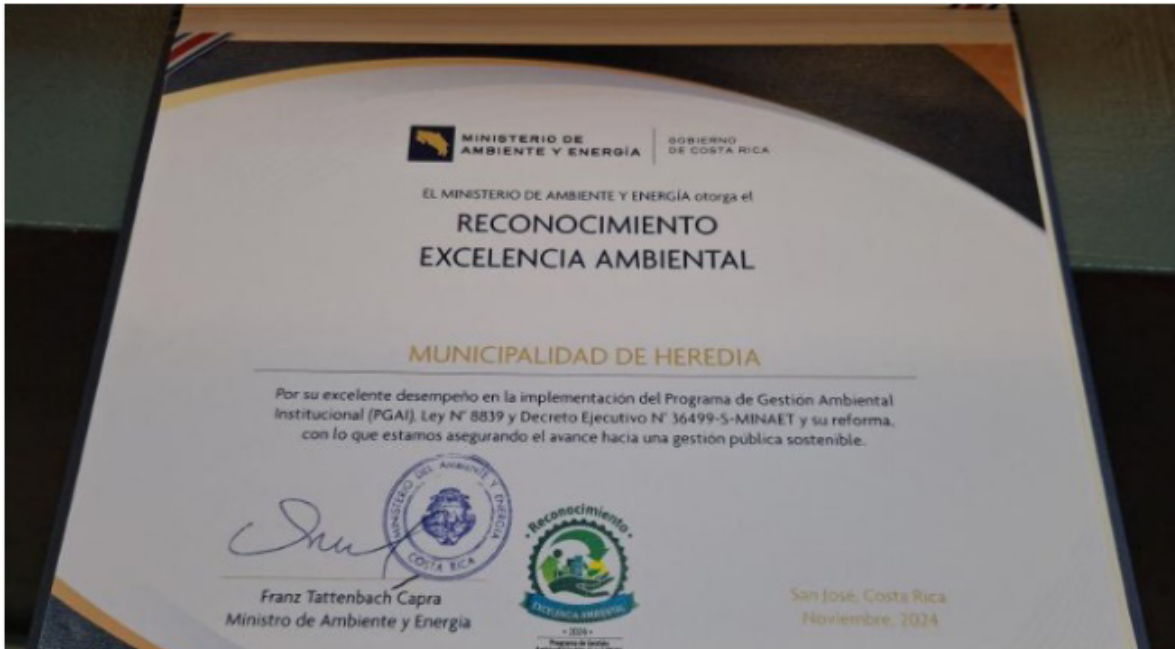 MINISTERIO DE
AMBIENTE Y ENERGÍA
GOBIERNO
DE COSTA RICA
EL MINISTERIO DE AMBIENTE Y ENERGÍA otorga el
RECONOCIMIENTO
EXCELENCIA AMBIENTAL
MUNICIPALIDAD DE HEREDIA
Por su excelente desempeño en la implementación del Programa de Gestión Ambiental
Institucional (PGAI), Ley N° 8839 y Decreto Ejecutivo N° 36499-S-MINAET y su reforma,
con lo que estamos asegurando el avance hacia una gestión pública sostenible.
MINISTERIO DEL AMBIENTE Y ENERGIA
COSTA RICA
Franz Tattenbach Capra
Ministro de Ambiente y Energía
Reconocimiento
EXCELENCIA AMBIENTAL
• 2024 •
Programa de Gestión
San José, Costa Rica
Noviembre, 2024